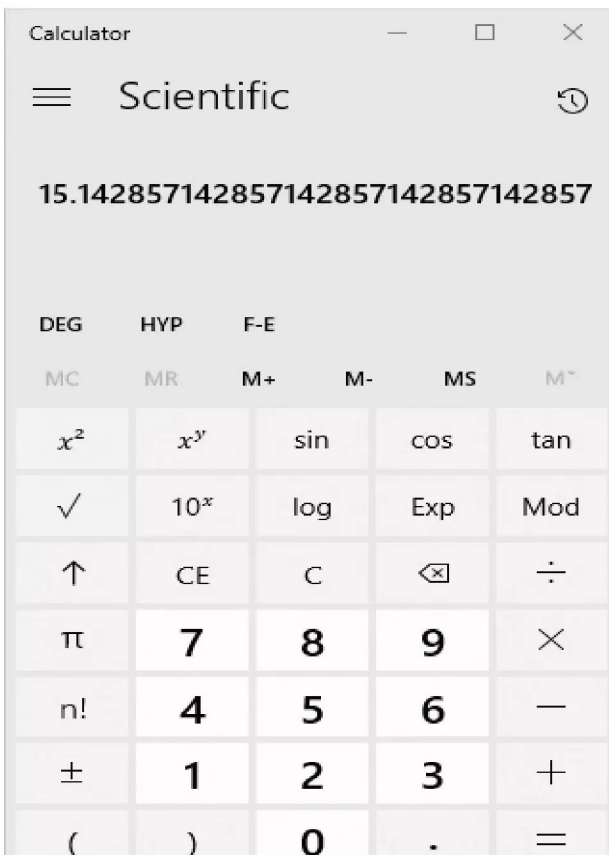 Calculator
Scientific
15.142857142857142857142857142857
DEG HYP F-E
MC MR M+ M- MS M˅
x² xʸ sin cos tan
√ 10ˣ log Exp Mod
↑ CE C ⌫ ÷
π 7 8 9 ×
n! 4 5 6 −
± 1 2 3 +
( ) 0 . =